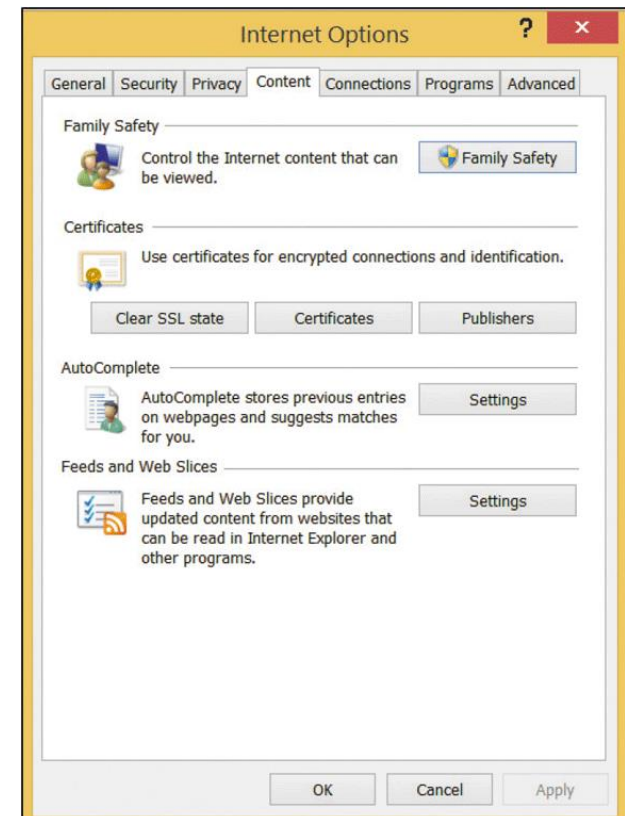 Internet Options
?
×
General Security Privacy Content Connections Programs Advanced
Family Safety
Control the Internet content that can
be viewed.
Family Safety
Certificates
Use certificates for encrypted connections and identification.
Clear SSL state Certificates Publishers
AutoComplete
AutoComplete stores previous entries
on webpages and suggests matches
for you.
Settings
Feeds and Web Slices
Feeds and Web Slices provide
updated content from websites that
can be read in Internet Explorer and
other programs.
Settings
OK Cancel Apply